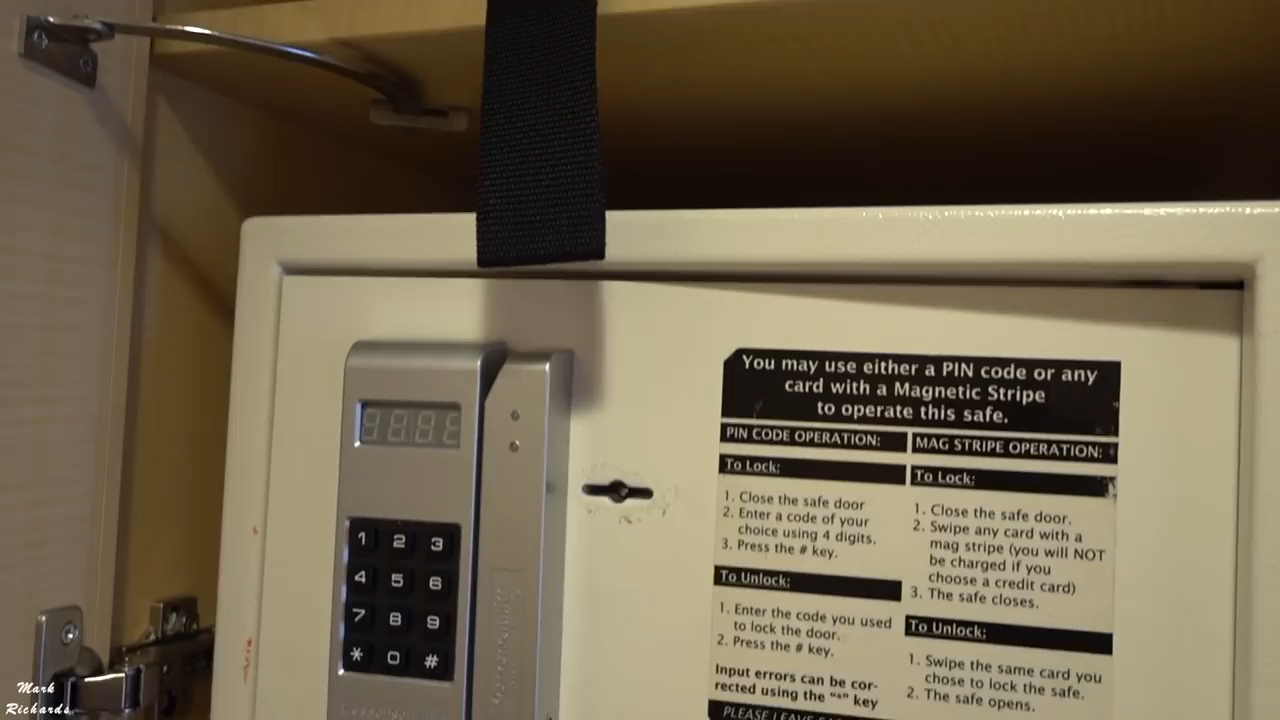 You may use either a PIN code or any
card with a Magnetic Stripe
to operate this safe.
PIN CODE OPERATION:
To Lock:
1. Close the safe door
2. Enter a code of your
choice using 4 digits.
3. Press the # key.
To Unlock:
1. Enter the code you used
to lock the door.
2. Press the # key.
Input errors can be cor-
rected using the "*" key
MAG STRIPE OPERATION:
To Lock:
1. Close the safe door.
2. Swipe any card with a
mag stripe (you will NOT
be charged if you
choose a credit card)
3. The safe closes.
To Unlock:
1. Swipe the same card you
chose to lock the safe.
2. The safe opens.
PLEASE LEAVE
1 2 3
4 5 6
7 8 9
* 0 #
Mark
Richards